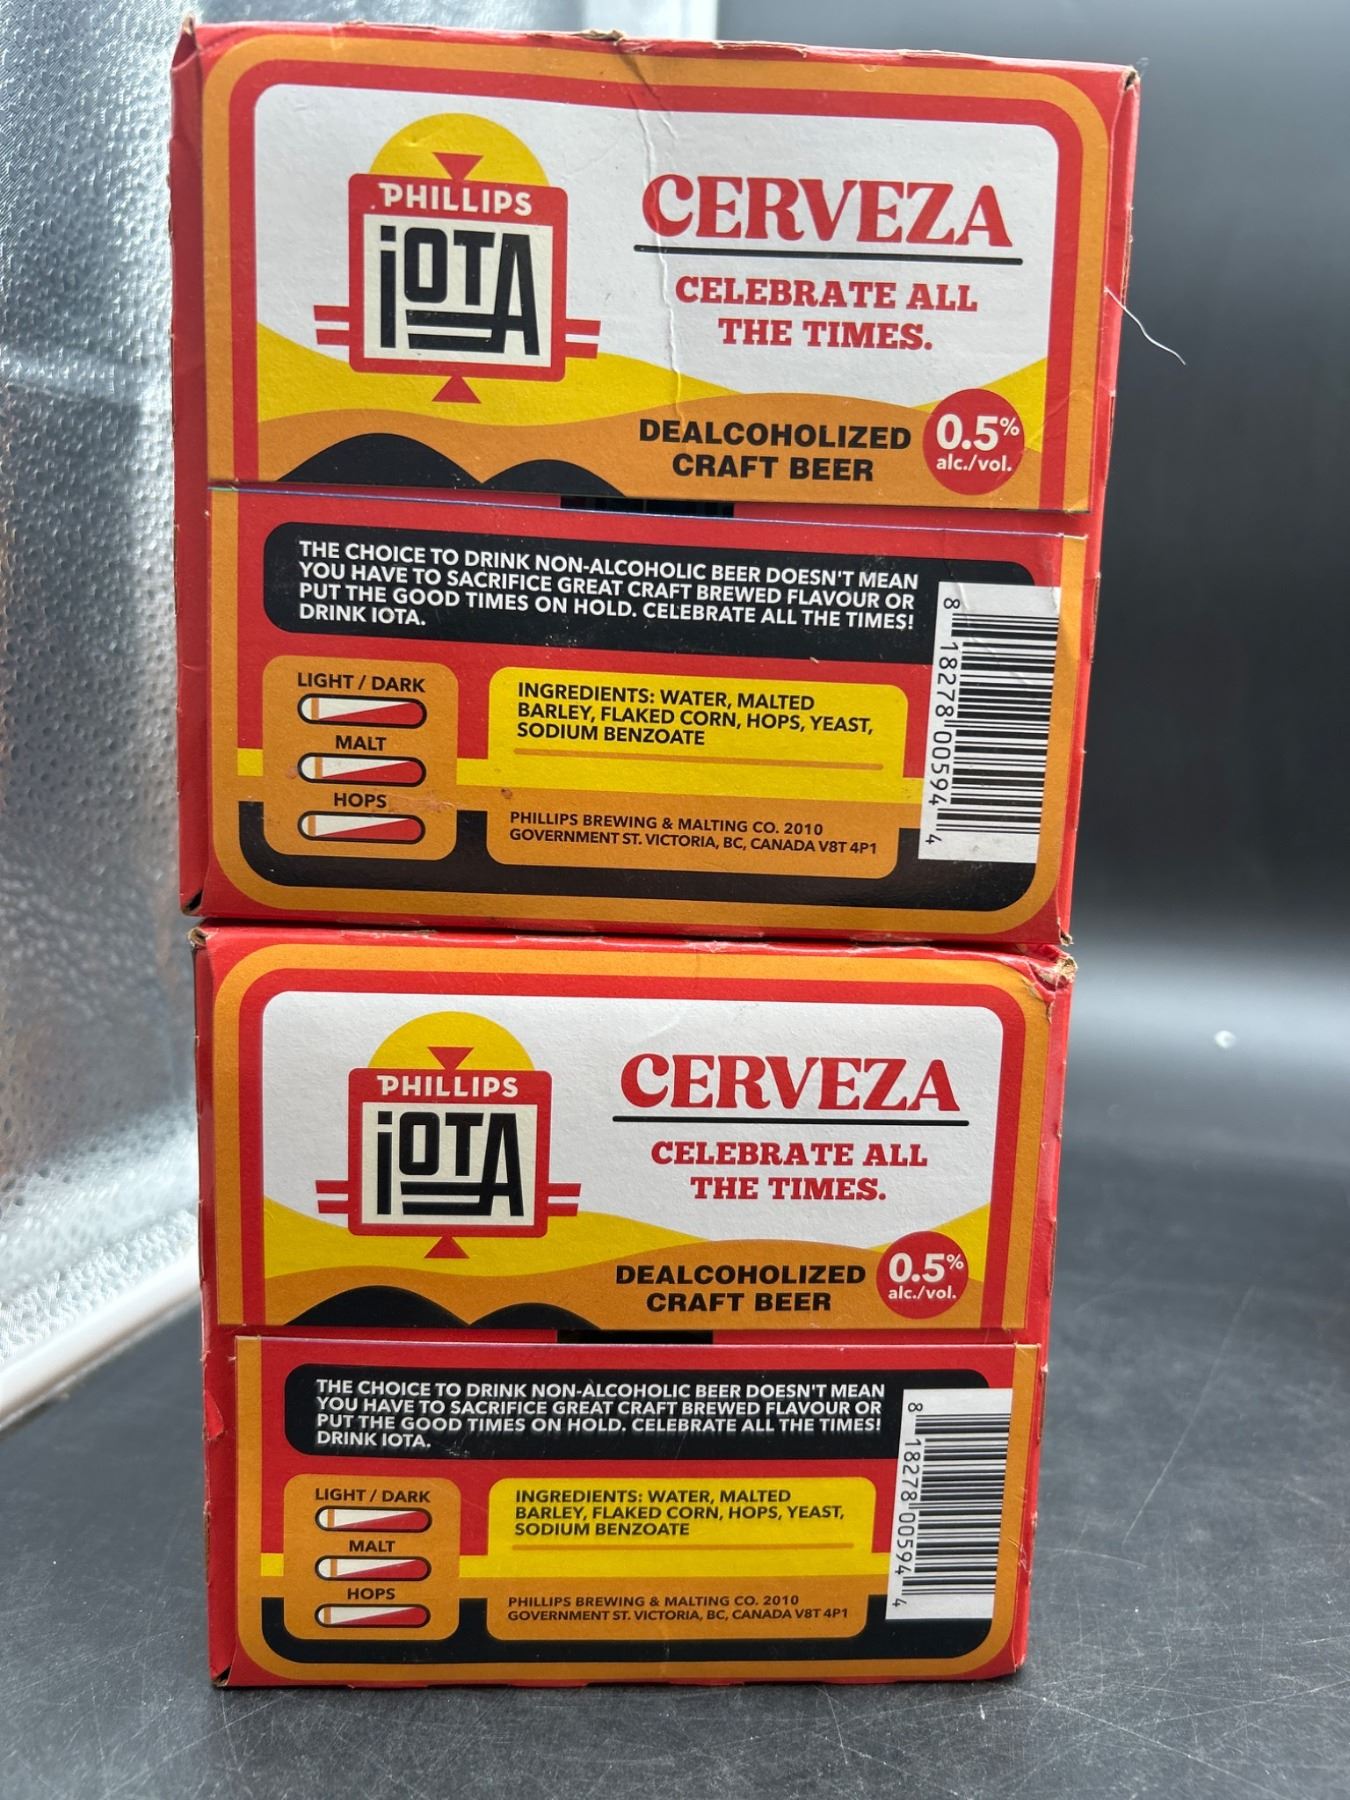 PHILLIPS
iOTA
CERVEZA
CELEBRATE ALL
THE TIMES.
DEALCOHOLIZED
CRAFT BEER
0.5%
alc./vol.
THE CHOICE TO DRINK NON-ALCOHOLIC BEER DOESN'T MEAN
YOU HAVE TO SACRIFICE GREAT CRAFT BREWED FLAVOUR OR
PUT THE GOOD TIMES ON HOLD. CELEBRATE ALL THE TIMES!
DRINK IOTA.
LIGHT / DARK
MALT
HOPS
INGREDIENTS: WATER, MALTED
BARLEY, FLAKED CORN, HOPS, YEAST,
SODIUM BENZOATE
PHILLIPS BREWING & MALTING CO. 2010
GOVERNMENT ST. VICTORIA, BC, CANADA V8T 4P1
8 18278 00594 4
PHILLIPS
iOTA
CERVEZA
CELEBRATE ALL
THE TIMES.
DEALCOHOLIZED
CRAFT BEER
0.5%
alc./vol.
THE CHOICE TO DRINK NON-ALCOHOLIC BEER DOESN'T MEAN
YOU HAVE TO SACRIFICE GREAT CRAFT BREWED FLAVOUR OR
PUT THE GOOD TIMES ON HOLD. CELEBRATE ALL THE TIMES!
DRINK IOTA.
LIGHT / DARK
MALT
HOPS
INGREDIENTS: WATER, MALTED
BARLEY, FLAKED CORN, HOPS, YEAST,
SODIUM BENZOATE
PHILLIPS BREWING & MALTING CO. 2010
GOVERNMENT ST. VICTORIA, BC, CANADA V8T 4P1
8 18278 00594 4